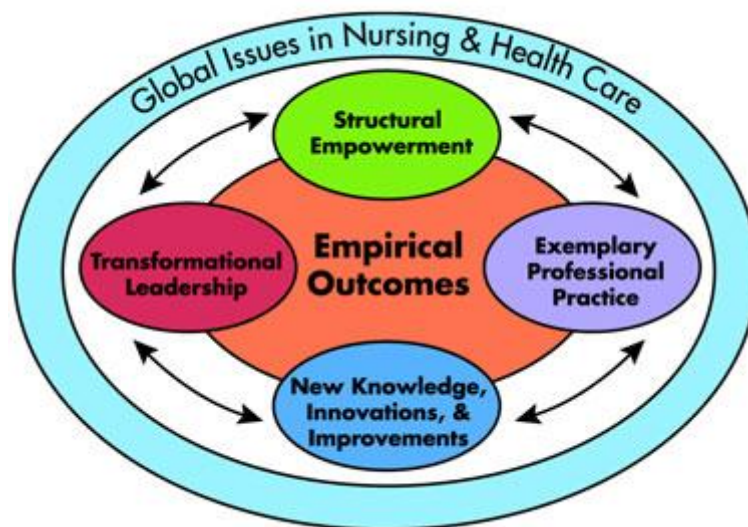 Global Issues in Nursing & Health Care
Structural
Empowerment
Transformational
Leadership
Empirical
Outcomes
Exemplary
Professional
Practice
New Knowledge,
Innovations, &
Improvements